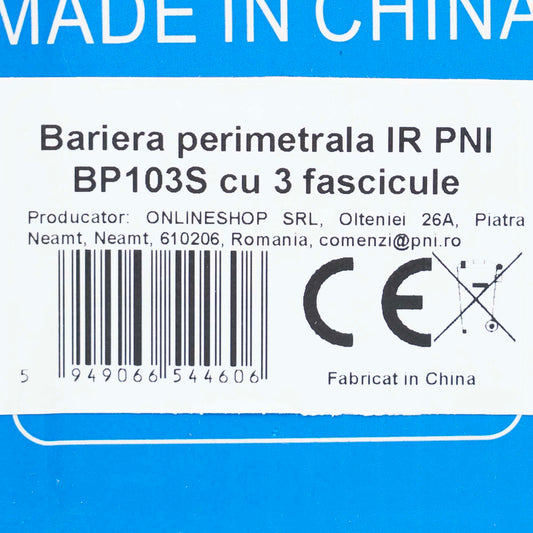 MADE IN CHINA
Bariera perimetrala IR PNI
BP103S cu 3 fascicule
Producator: ONLINESHOP SRL, Olteniei 26A, Piatra
Neamt, Neamt, 610206, Romania, comenzi@pni.ro
CE
5 949066 544606
Fabricat in China